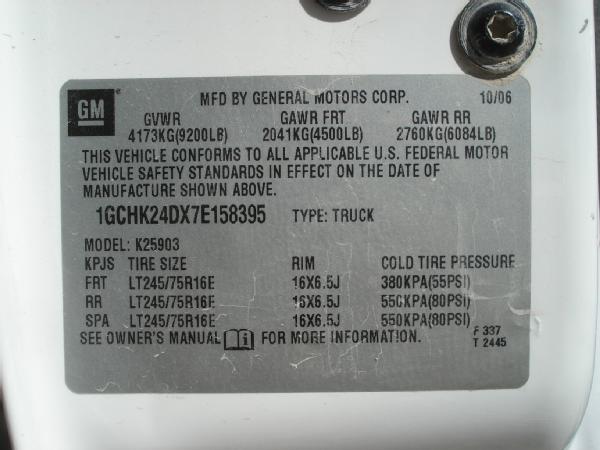 GM MFD BY GENERAL MOTORS CORP. 10/06
GVWR GAWR FRT GAWR RR
4173KG(9200LB) 2041KG(4500LB) 2760KG(6084LB)
THIS VEHICLE CONFORMS TO ALL APPLICABLE U.S. FEDERAL MOTOR
VEHICLE SAFETY STANDARDS IN EFFECT ON THE DATE OF
MANUFACTURE SHOWN ABOVE.
1GCHK24DX7E158395 TYPE: TRUCK
MODEL: K25903
KPJS TIRE SIZE RIM COLD TIRE PRESSURE
FRT LT245/75R16E 16X6.5J 380KPA(55PSI)
RR LT245/75R16E 16X6.5J 550KPA(80PSI)
SPA LT245/75R16E 16X6.5J 550KPA(80PSI)
SEE OWNER'S MANUAL FOR MORE INFORMATION. F 337
T 2445